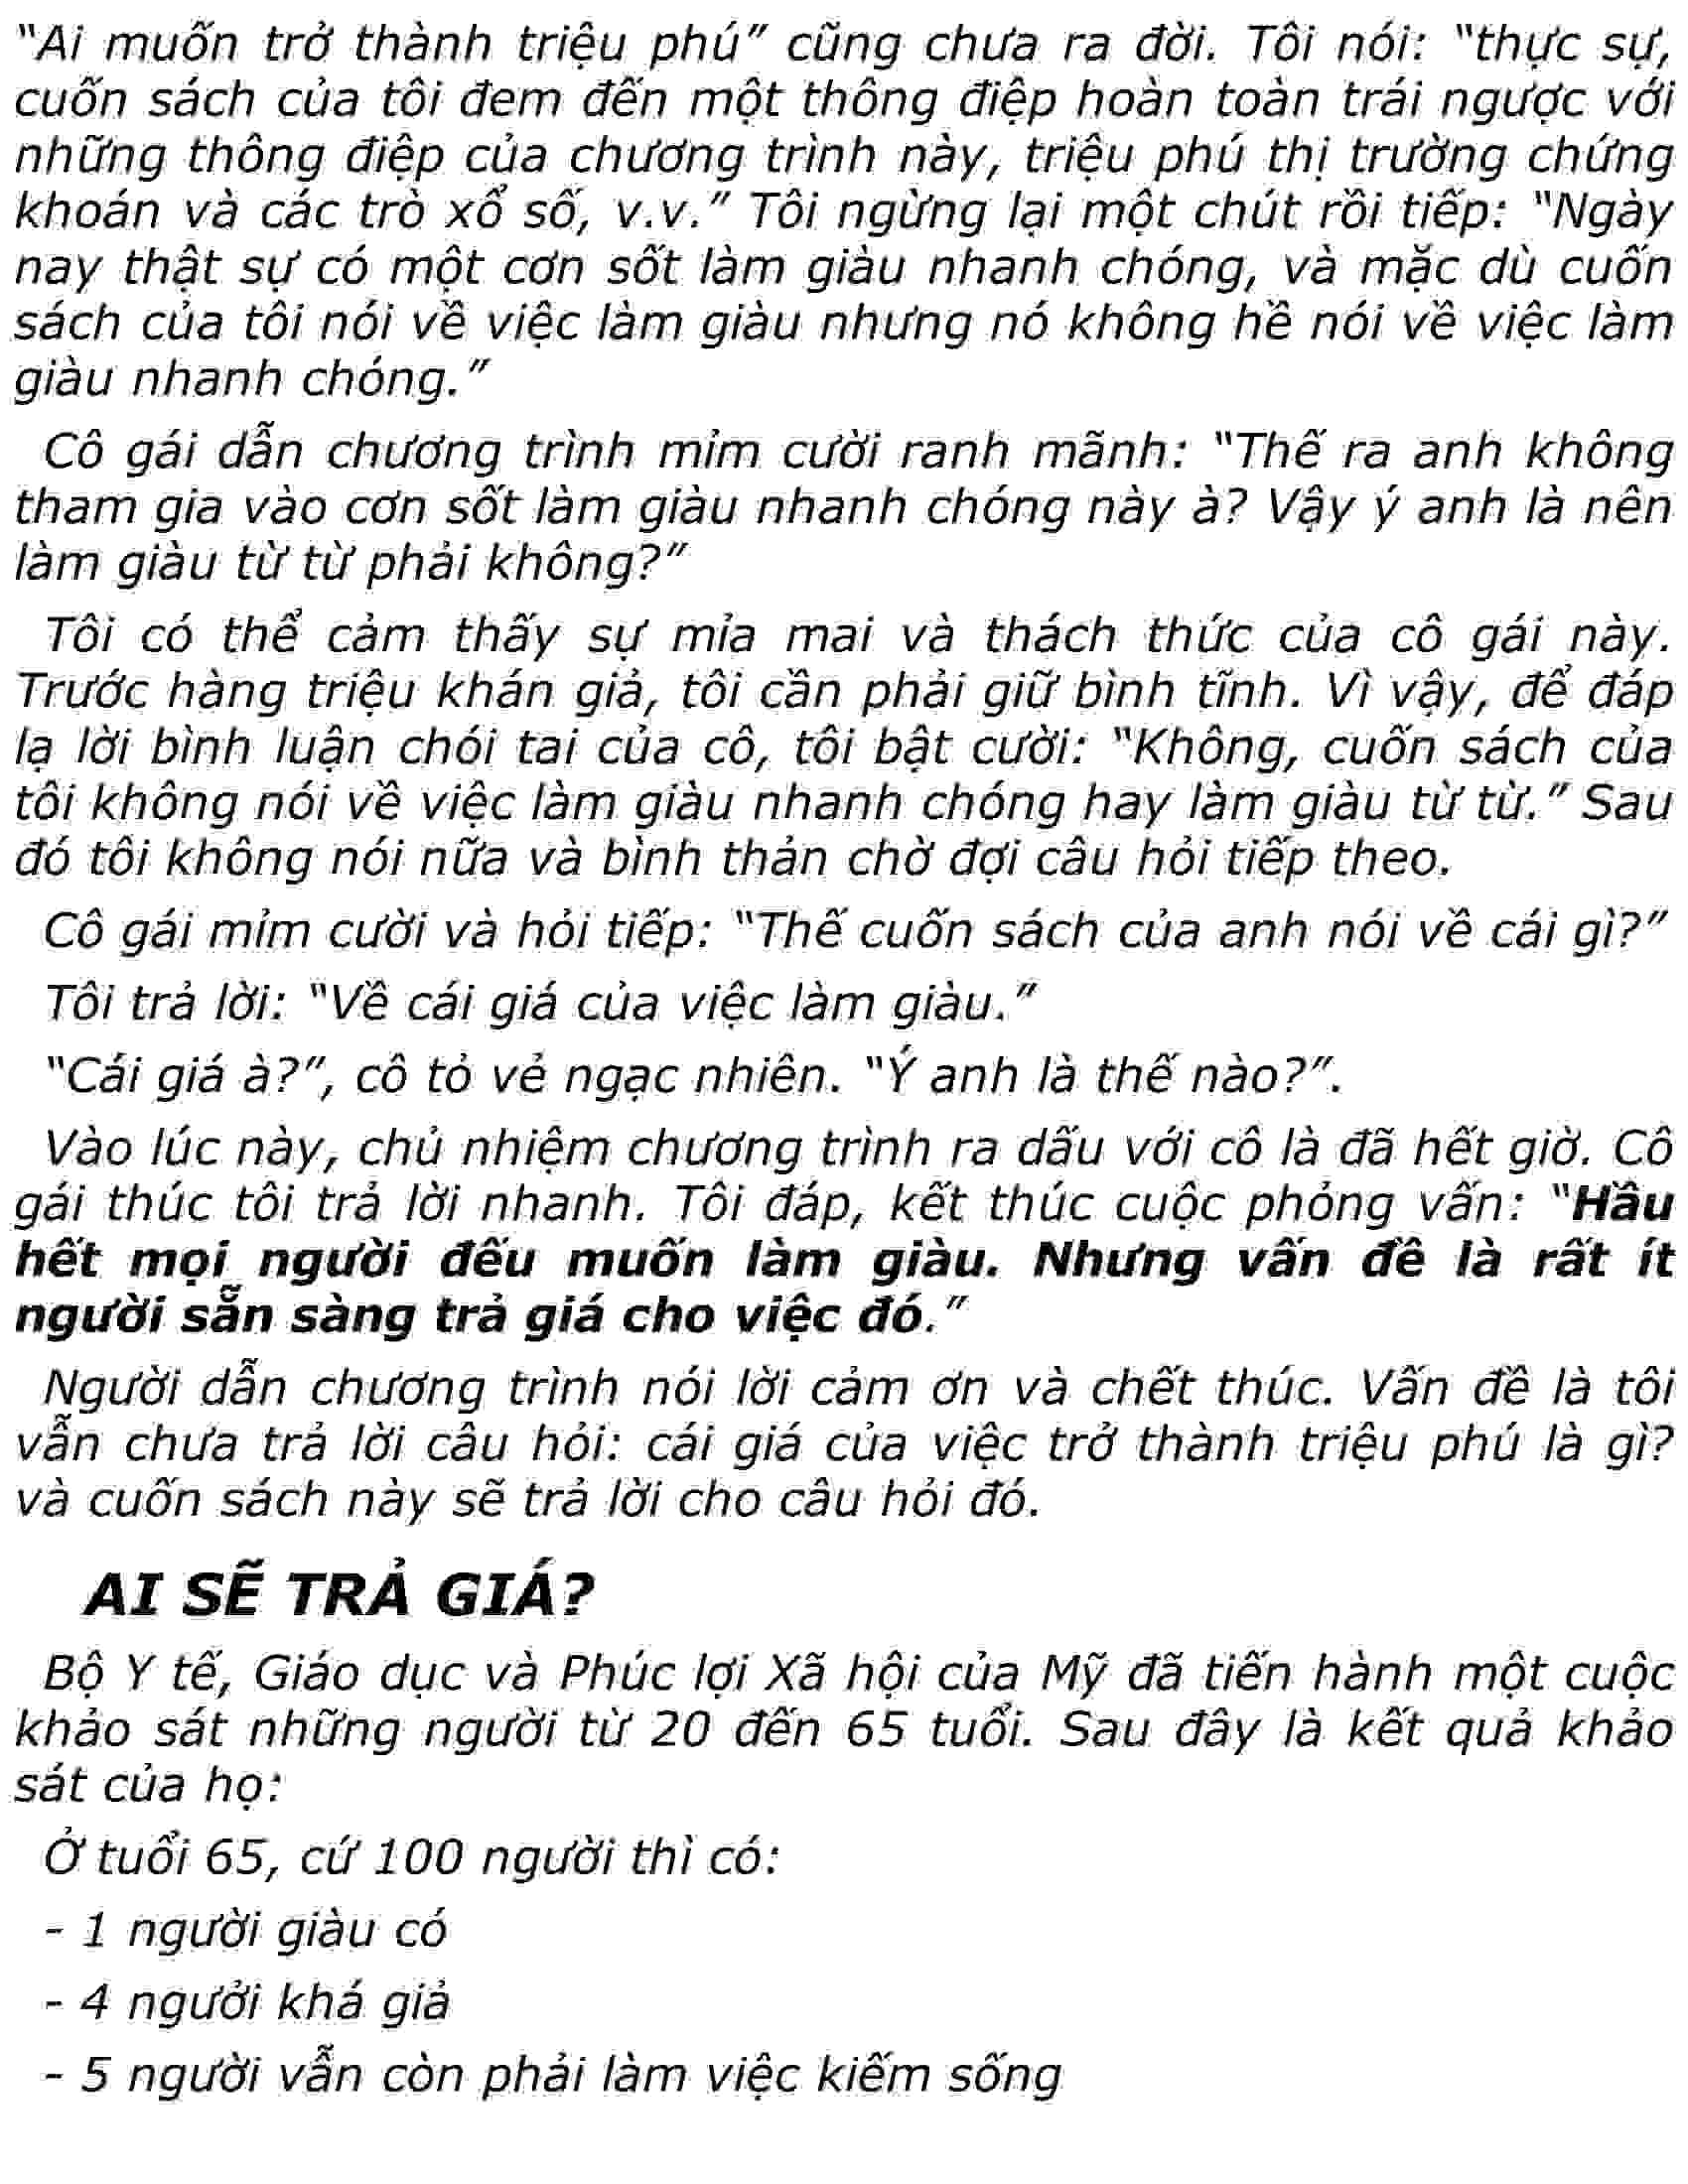 “Ai muốn trở thành triệu phú” cũng chưa ra đời. Tôi nói: “thực sự,
cuốn sách của tôi đem đến một thông điệp hoàn toàn trái ngược với
những thông điệp của chương trình này, triệu phú thị trường chứng
khoán và các trò xổ số, v.v.” Tôi ngừng lại một chút rồi tiếp: “Ngày
nay thật sự có một cơn sốt làm giàu nhanh chóng, và mặc dù cuốn
sách của tôi nói về việc làm giàu nhưng nó không hề nói về việc làm
giàu nhanh chóng.”
Cô gái dẫn chương trình mỉm cười ranh mãnh: “Thế ra anh không
tham gia vào cơn sốt làm giàu nhanh chóng này à? Vậy ý anh là nên
làm giàu từ từ phải không?”
Tôi có thể cảm thấy sự mỉa mai và thách thức của cô gái này.
Trước hàng triệu khán giả, tôi cần phải giữ bình tĩnh. Vì vậy, để đáp
lạ lời bình luận chói tai của cô, tôi bật cười: “Không, cuốn sách của
tôi không nói về việc làm giàu nhanh chóng hay làm giàu từ từ.” Sau
đó tôi không nói nữa và bình thản chờ đợi câu hỏi tiếp theo.
Cô gái mỉm cười và hỏi tiếp: “Thế cuốn sách của anh nói về cái gì?”
Tôi trả lời: “Về cái giá của việc làm giàu.”
“Cái giá à?”, cô tỏ vẻ ngạc nhiên. “Ý anh là thế nào?”.
Vào lúc này, chủ nhiệm chương trình ra dấu với cô là đã hết giờ. Cô
gái thúc tôi trả lời nhanh. Tôi đáp, kết thúc cuộc phỏng vấn: “Hầu
hết mọi người đếu muốn làm giàu. Nhưng vấn đề là rất ít
người sẵn sàng trả giá cho việc đó.”
Người dẫn chương trình nói lời cảm ơn và chết thúc. Vấn đề là tôi
vẫn chưa trả lời câu hỏi: cái giá của việc trở thành triệu phú là gì?
và cuốn sách này sẽ trả lời cho câu hỏi đó.
AI SẼ TRẢ GIÁ?
Bộ Y tế, Giáo dục và Phúc lợi Xã hội của Mỹ đã tiến hành một cuộc
khảo sát những người từ 20 đến 65 tuổi. Sau đây là kết quả khảo
sát của họ:
Ở tuổi 65, cứ 100 người thì có:
- 1 người giàu có
- 4 ngưởi khá giả
- 5 người vẫn còn phải làm việc kiếm sống